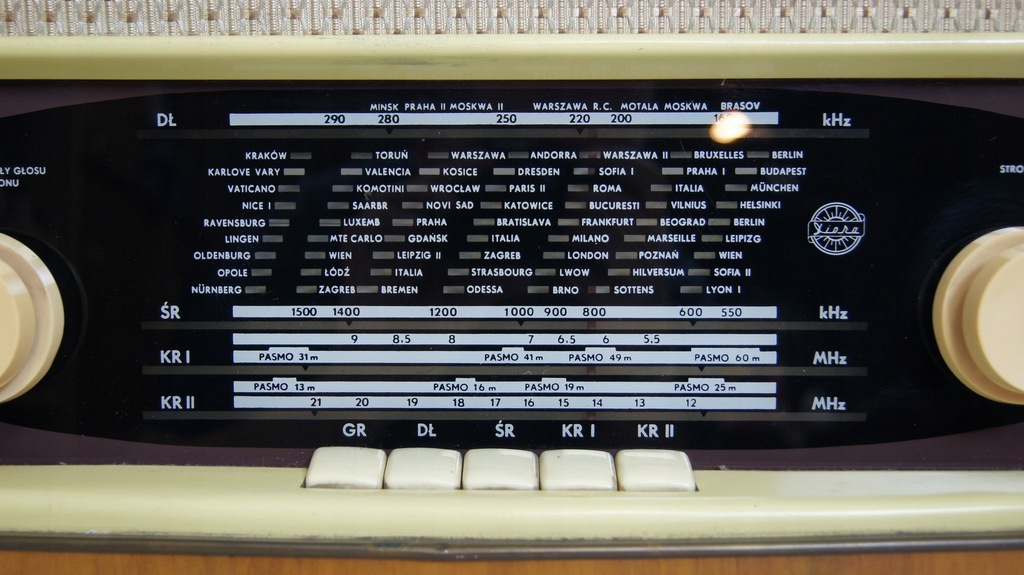 MINSK PRAHA II MOSKWA II WARSZAWA R.C. MOTALA MOSKWA BRASOV
DŁ 290 280 250 220 200 kHz
KRAKÓW TORUŃ WARSZAWA ANDORRA WARSZAWA II BRUXELLES BERLIN
KARLOVE VARY VALENCIA KOSICE DRESDEN SOFIA I PRAHA I BUDAPEST
VATICANO KOMOTINI WROCŁAW PARIS II ROMA ITALIA MÜNCHEN
NICE I SAARBR NOVI SAD KATOWICE BUCURESTI VILNIUS HELSINKI
RAVENSBURG LUXEMB PRAHA BRATISLAVA FRANKFURT BEOGRAD BERLIN
LINGEN MTE CARLO GDAŃSK ITALIA MILANO MARSEILLE LEIPIZG
OLDENBURG WIEN LEIPZIG II ZAGREB LONDON POZNAŃ WIEN
OPOLE ŁÓDŹ ITALIA STRASBOURG LWOW HILVERSUM SOFIA II
NÜRNBERG ZAGREB BREMEN ODESSA BRNO SOTTENS LYON I
ŚR 1500 1400 1200 1000 900 800 600 550 kHz
9 8.5 8 7 6.5 6 5.5
KR I PASMO 31 m PASMO 41 m PASMO 49 m PASMO 60 m MHz
PASMO 13 m PASMO 16 m PASMO 19 m PASMO 25 m
KR II 21 20 19 18 17 16 15 14 13 12 MHz
GR DŁ ŚR KR I KR II
ŁY GŁOSU
ONU
STRO
Diora